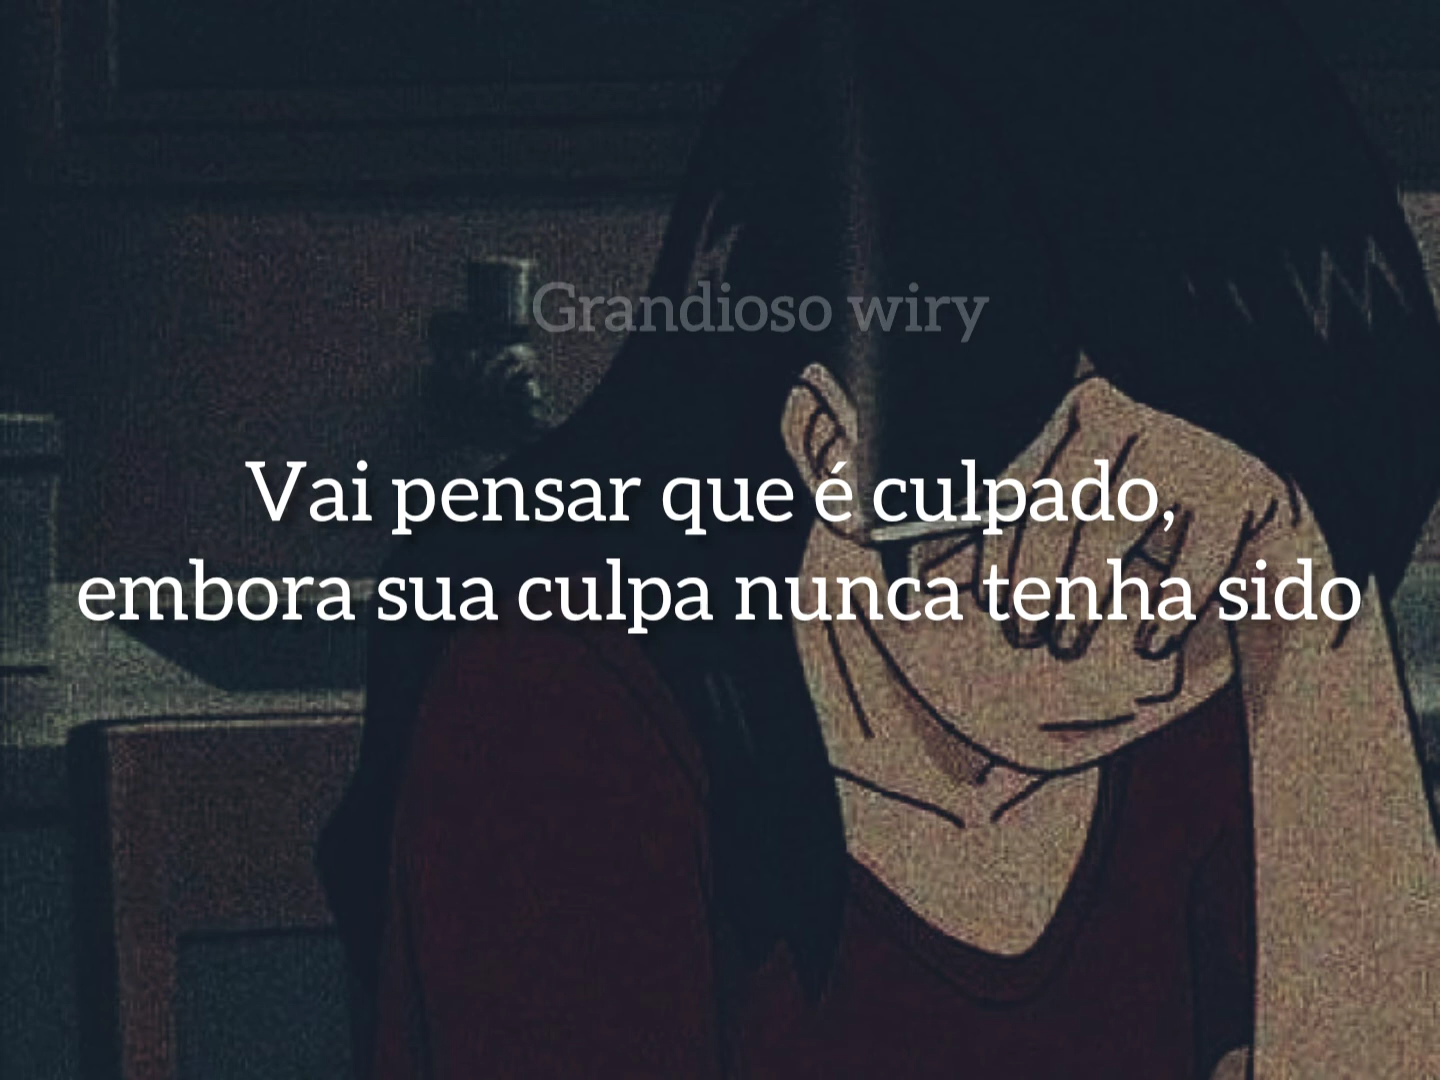 Grandioso wiry
Vai pensar que é culpado,
embora sua culpa nunca tenha sido